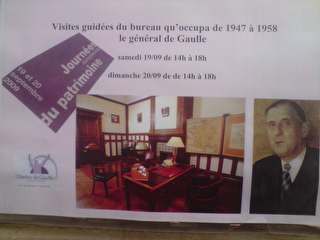 Visites guidées du bureau qu'occupa de 1947 à 1958
le général de Gaulle
samedi 19/09 de 14h à 18h
dimanche 20/09 de 14h à 18h
Journées
du patrimoine
19 et 20
septembre
2009